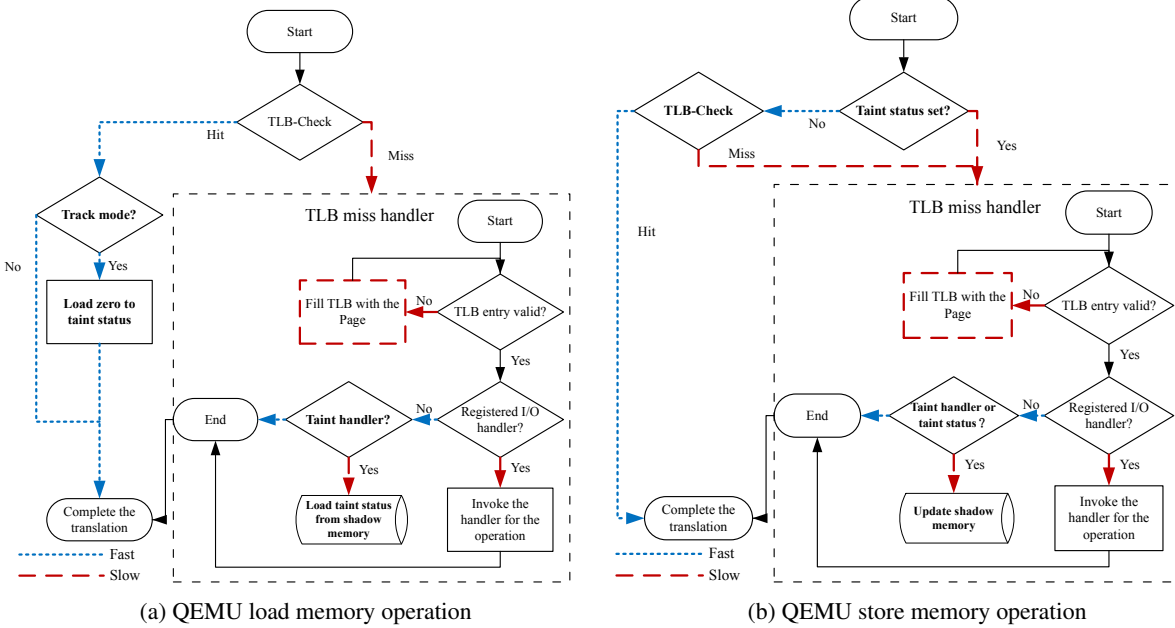 Start
TLB-Check
Hit
Miss
Track mode?
No
Yes
Load zero to
taint status
TLB miss handler
Start
Fill TLB with the
Page
No
TLB entry valid?
Yes
End
Taint handler?
No
Registered I/O
handler?
Yes
Yes
Load taint status
from shadow
memory
Invoke the
handler for the
operation
Complete the
translation
Fast
Slow
(a) QEMU load memory operation
Start
TLB-Check
No
Taint status set?
Miss
Yes
Hit
TLB miss handler
Start
Fill TLB with the
Page
No
TLB entry valid?
Yes
End
Taint handler or
taint status ?
No
Registered I/O
handler?
Yes
Yes
Update shadow
memory
Invoke the
handler for the
operation
Complete the
translation
Fast
Slow
(b) QEMU store memory operation